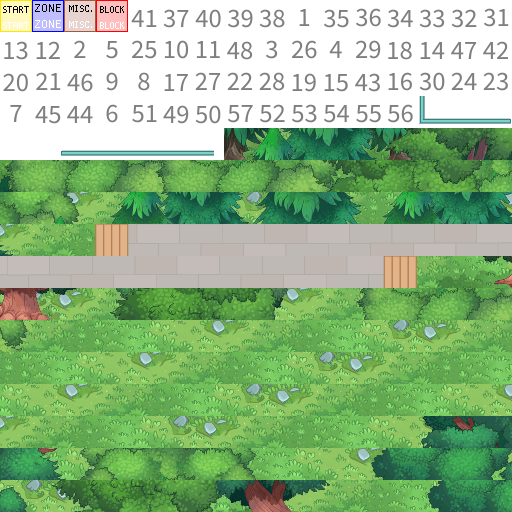 START ZONE MISC. BLOCK 41 37 40 39 38 1 35 36 34 33 32 31
START ZONE MISC. BLOCK
13 12 2 5 25 10 11 48 3 26 4 29 18 14 47 42
20 21 46 9 8 17 27 22 28 19 15 43 16 30 24 23
7 45 44 6 51 49 50 57 52 53 54 55 56